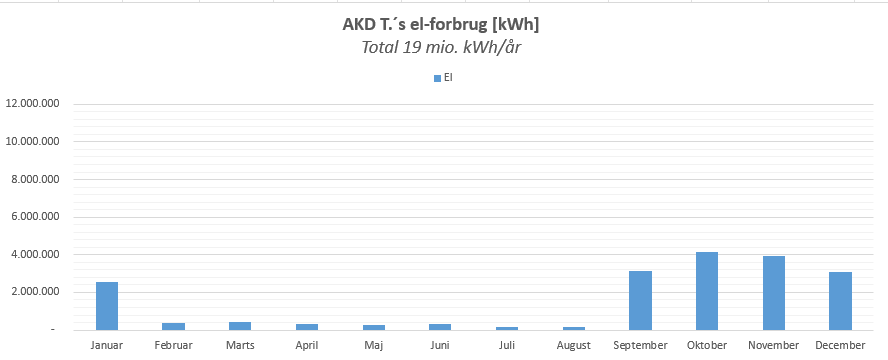 AKD T.´s el-forbrug [kWh]
Total 19 mio. kWh/år
El
12.000.000
10.000.000
8.000.000
6.000.000
4.000.000
2.000.000
-
Januar Februar Marts April Maj Juni Juli August September Oktober November December